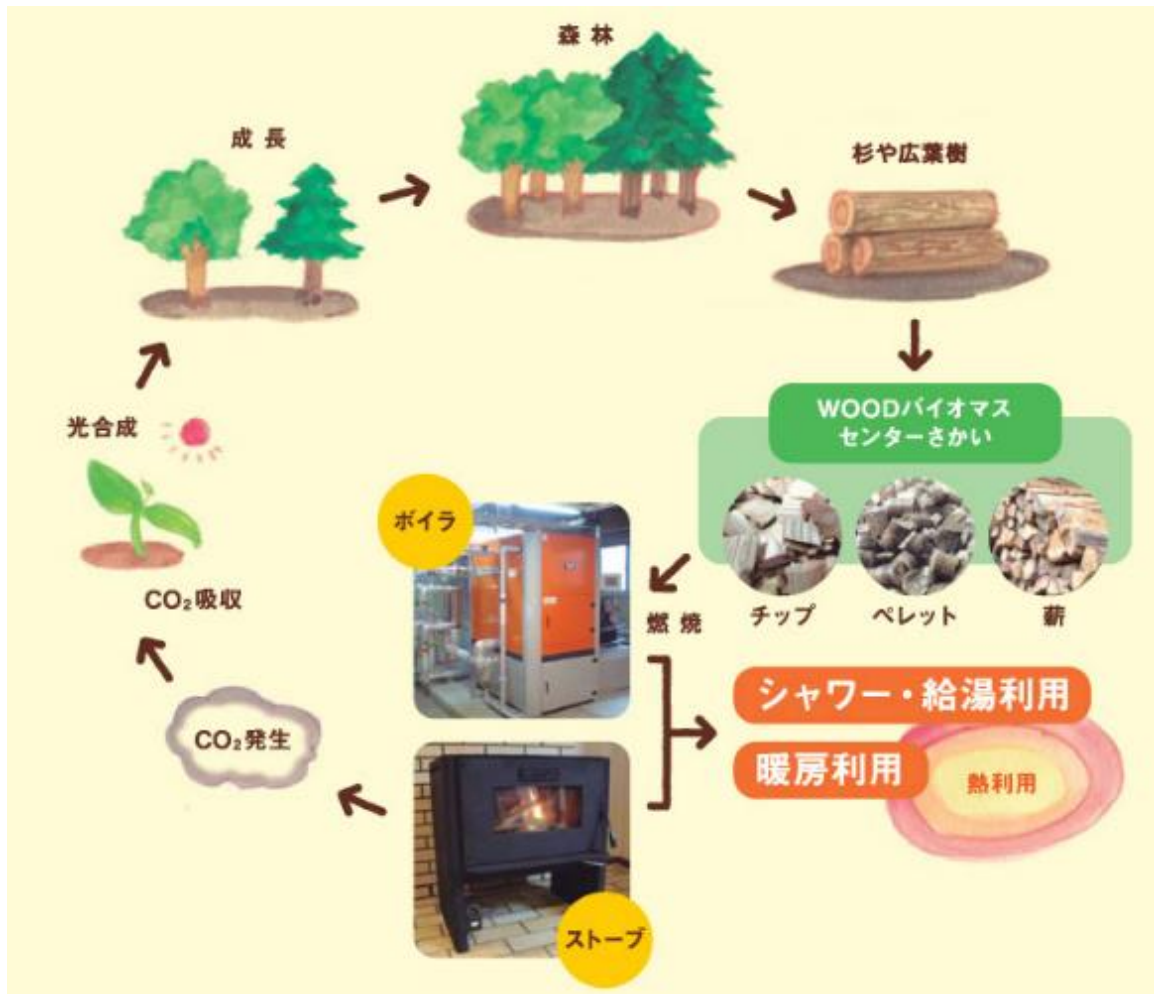 森林
成長
杉や広葉樹
WOODバイオマス
センターさかい
光合成
ボイラ
チップ
ペレット
薪
燃焼
CO₂吸収
シャワー・給湯利用
暖房利用
熱利用
CO₂発生
ストーブ